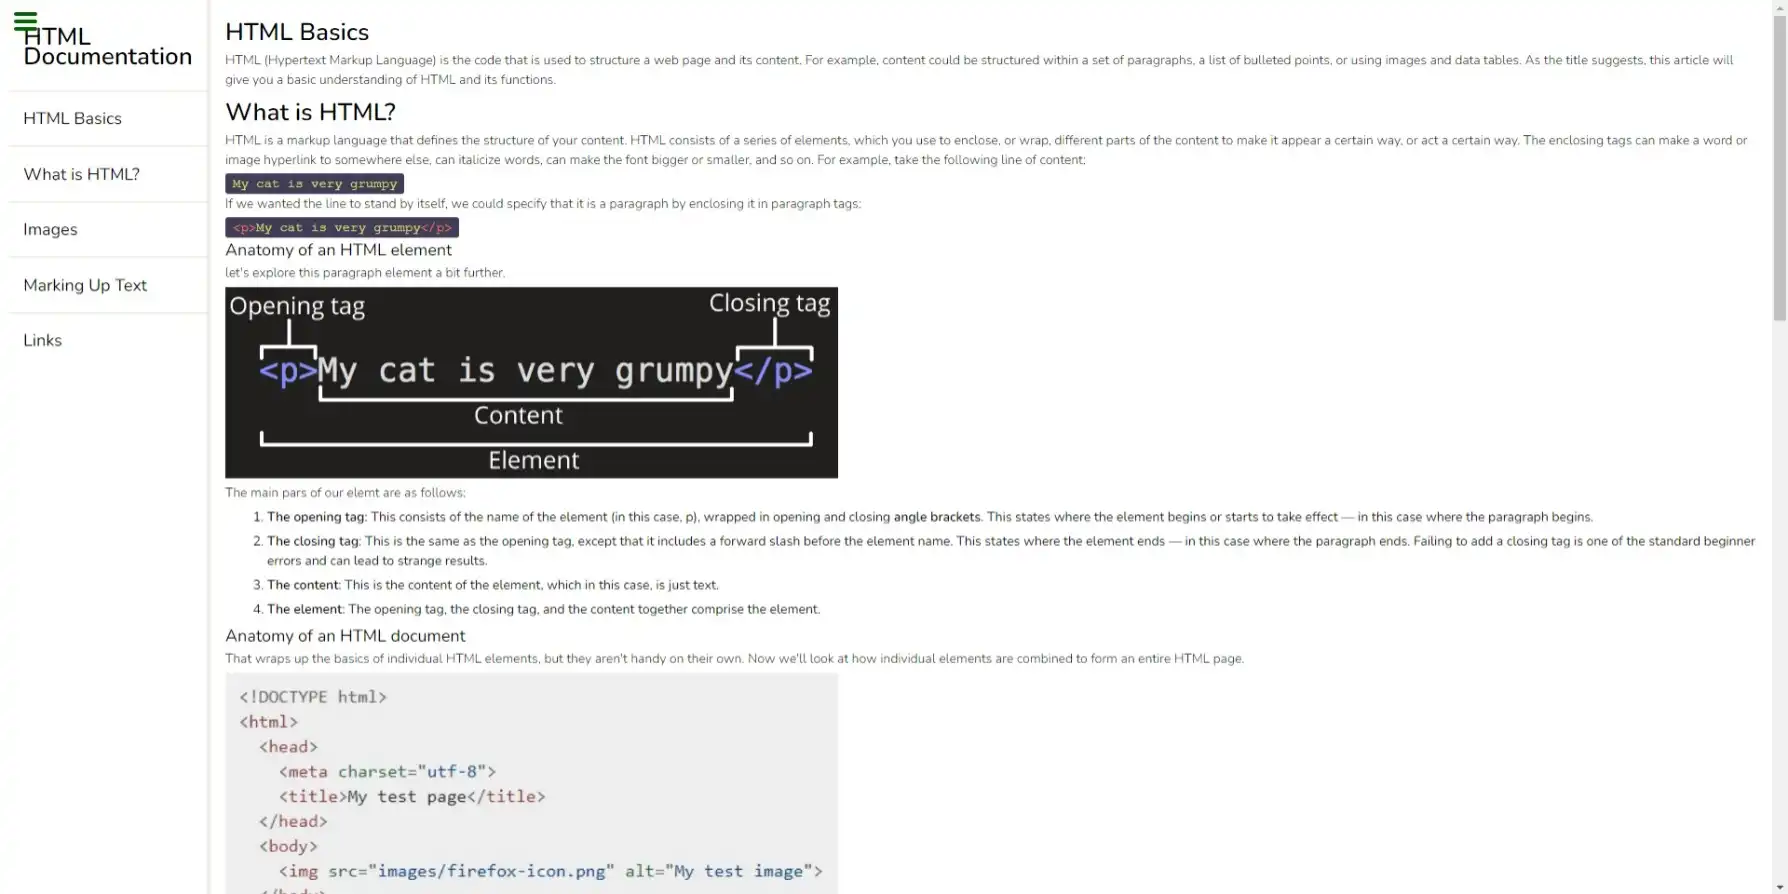 HTML
Documentation
HTML Basics
What is HTML?
Images
Marking Up Text
Links
HTML Basics
HTML (Hypertext Markup Language) is the code that is used to structure a web page and its content. For example, content could be structured within a set of paragraphs, a list of bulleted points, or using images and data tables. As the title suggests, this article will
give you a basic understanding of HTML and its functions.
What is HTML?
HTML is a markup language that defines the structure of your content. HTML consists of a series of elements, which you use to enclose, or wrap, different parts of the content to make it appear a certain way, or act a certain way. The enclosing tags can make a word or
image hyperlink to somewhere else, can italicize words, can make the font bigger or smaller, and so on. For example, take the following line of content:
My cat is very grumpy
If we wanted the line to stand by itself, we could specify that it is a paragraph by enclosing it in paragraph tags:
<p>My cat is very grumpy</p>
Anatomy of an HTML element
let's explore this paragraph element a bit further.
Opening tag Closing tag
<p>My cat is very grumpy</p>
Content
Element
The main pars of our elemt are as follows:
1. The opening tag: This consists of the name of the element (in this case, p), wrapped in opening and closing angle brackets. This states where the element begins or starts to take effect — in this case where the paragraph begins.
2. The closing tag: This is the same as the opening tag, except that it includes a forward slash before the element name. This states where the element ends — in this case where the paragraph ends. Failing to add a closing tag is one of the standard beginner
errors and can lead to strange results.
3. The content: This is the content of the element, which in this case, is just text.
4. The element: The opening tag, the closing tag, and the content together comprise the element.
Anatomy of an HTML document
That wraps up the basics of individual HTML elements, but they aren't handy on their own. Now we'll look at how individual elements are combined to form an entire HTML page.
<!DOCTYPE html>
<html>
<head>
<meta charset="utf-8">
<title>My test page</title>
</head>
<body>
<img src="images/firefox-icon.png" alt="My test image">